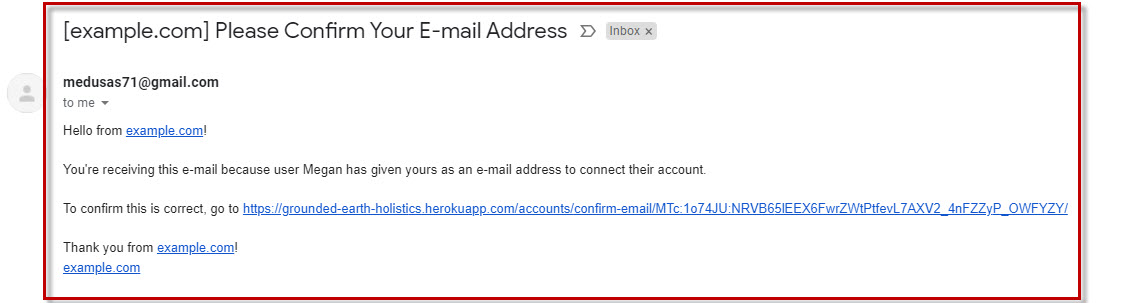 [example.com] Please Confirm Your E-mail Address Inbox ×
medusas71@gmail.com
to me
Hello from example.com!
You're receiving this e-mail because user Megan has given yours as an e-mail address to connect their account.
To confirm this is correct, go to https://grounded-earth-holistics.herokuapp.com/accounts/confirm-email/MTc:1o74JU:NRVB65lEEX6FwrZWtPtfevL7AXV2_4nFZZyP_OWFYZY/
Thank you from example.com!
example.com